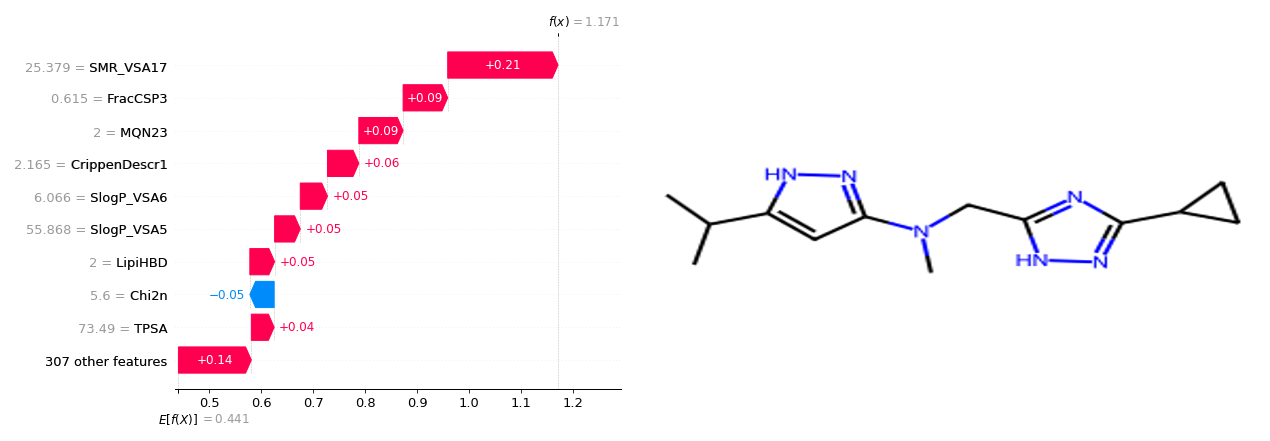 f(x) = 1.171
25.379 = SMR_VSA17
+0.21
0.615 = FracCSP3
+0.09
2 = MQN23
+0.09
2.165 = CrippenDescr1
+0.06
6.066 = SlogP_VSA6
+0.05
55.868 = SlogP_VSA5
+0.05
2 = LipiHBD
+0.05
5.6 = Chi2n
−0.05
73.49 = TPSA
+0.04
307 other features
+0.14
0.5 0.6 0.7 0.8 0.9 1.0 1.1 1.2
E[f(X)] = 0.441
HN N
N
N
HN N